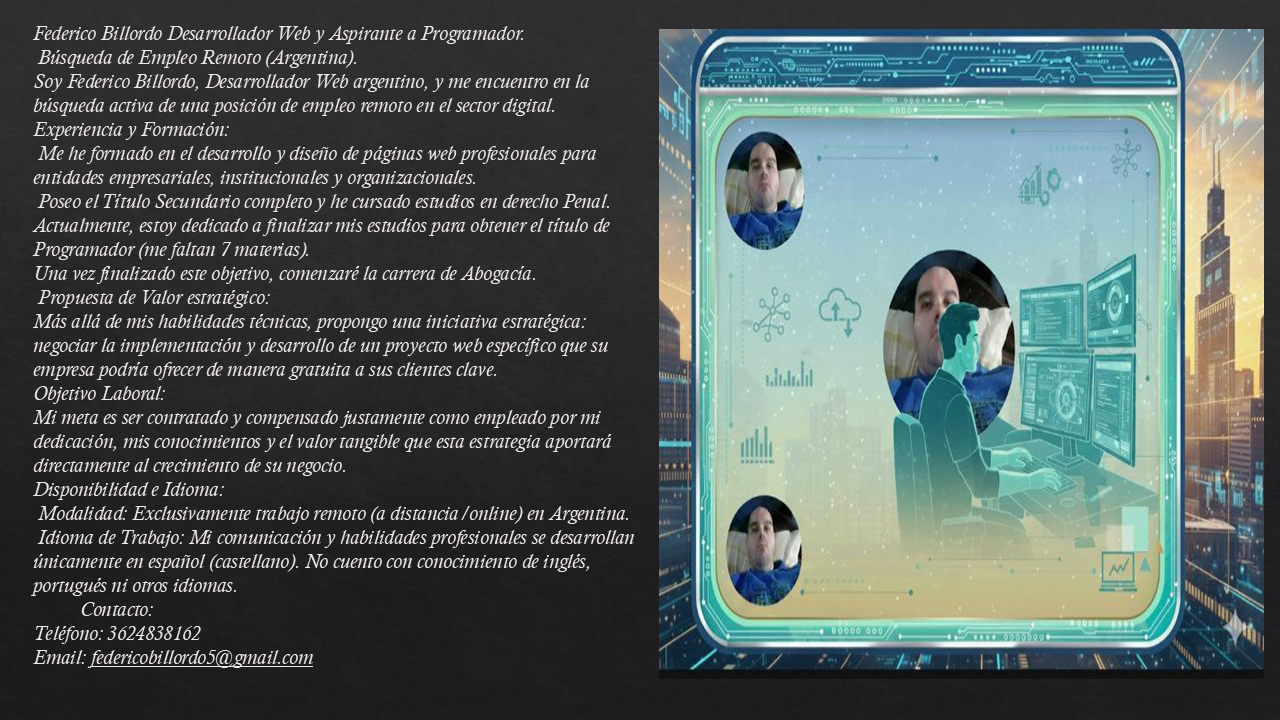 Federico Billordo Desarrollador Web y Aspirante a Programador.
Búsqueda de Empleo Remoto (Argentina).
Soy Federico Billordo, Desarrollador Web argentino, y me encuentro en la
búsqueda activa de una posición de empleo remoto en el sector digital.
Experiencia y Formación:
Me he formado en el desarrollo y diseño de páginas web profesionales para
entidades empresariales, institucionales y organizacionales.
Poseo el Título Secundario completo y he cursado estudios en derecho Penal.
Actualmente, estoy dedicado a finalizar mis estudios para obtener el título de
Programador (me faltan 7 materias).
Una vez finalizado este objetivo, comenzaré la carrera de Abogacía.
Propuesta de Valor estratégico:
Más allá de mis habilidades técnicas, propongo una iniciativa estratégica:
negociar la implementación y desarrollo de un proyecto web específico que su
empresa podría ofrecer de manera gratuita a sus clientes clave.
Objetivo Laboral:
Mi meta es ser contratado y compensado justamente como empleado por mi
dedicación, mis conocimientos y el valor tangible que esta estrategia aportará
directamente al crecimiento de su negocio.
Disponibilidad e Idioma:
Modalidad: Exclusivamente trabajo remoto (a distancia/online) en Argentina.
Idioma de Trabajo: Mi comunicación y habilidades profesionales se desarrollan
únicamente en español (castellano). No cuento con conocimiento de inglés,
portugués ni otros idiomas.
Contacto:
Teléfono: 3624838162
Email: federicobillordo5@gmail.com